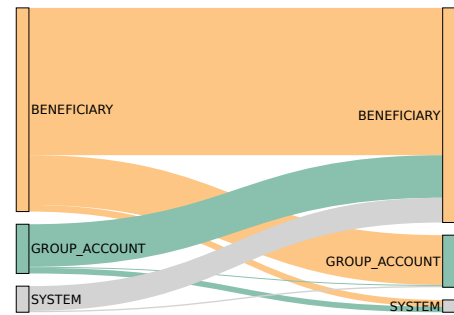 BENEFICIARY
BENEFICIARY
GROUP_ACCOUNT
GROUP_ACCOUNT
SYSTEM
SYSTEM